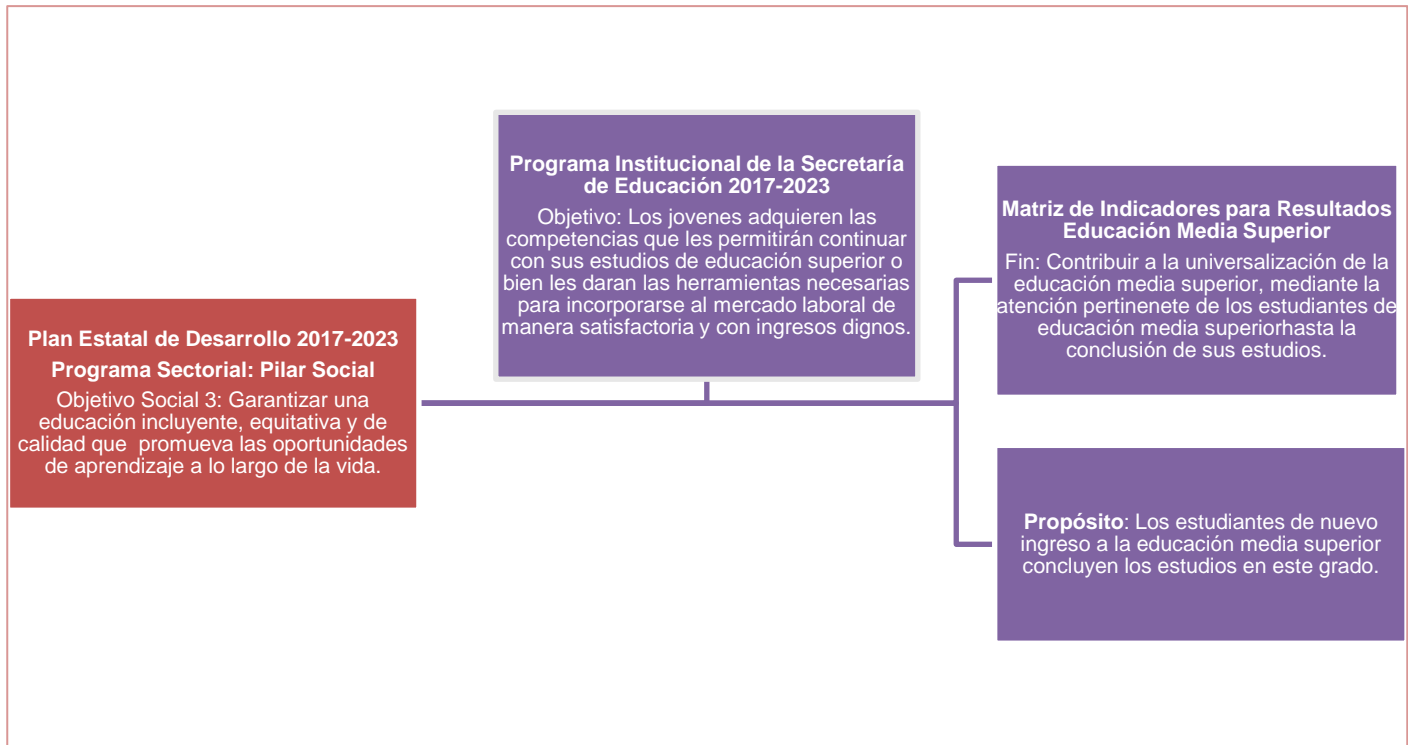 Plan Estatal de Desarrollo 2017-2023
Programa Sectorial: Pilar Social
Objetivo Social 3: Garantizar una
educación incluyente, equitativa y de
calidad que promueva las oportunidades
de aprendizaje a lo largo de la vida.
Programa Institucional de la Secretaría
de Educación 2017-2023
Objetivo: Los jovenes adquieren las
competencias que les permitirán continuar
con sus estudios de educación superior o
bien les daran las herramientas necesarias
para incorporarse al mercado laboral de
manera satisfactoria y con ingresos dignos.
Matriz de Indicadores para Resultados
Educación Media Superior
Fin: Contribuir a la universalización de la
educación media superior, mediante la
atención pertinenete de los estudiantes de
educación media superiorhasta la
conclusión de sus estudios.
Propósito: Los estudiantes de nuevo
ingreso a la educación media superior
concluyen los estudios en este grado.